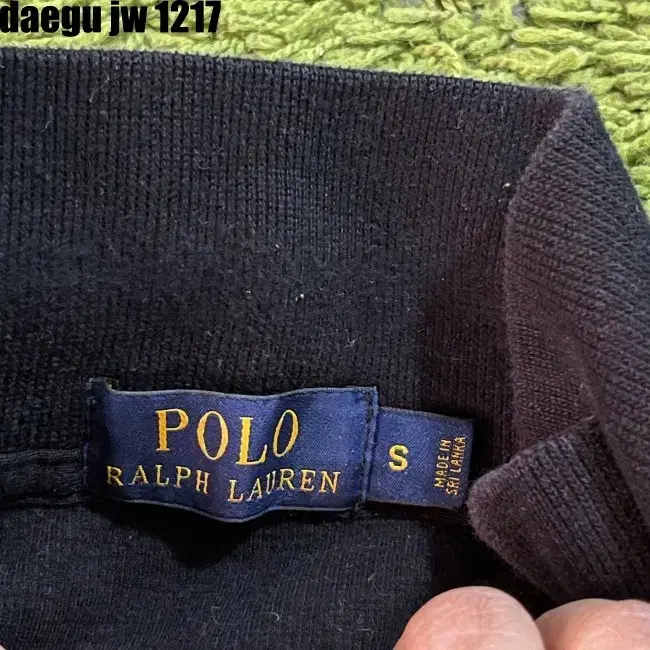 daegu jw 1217
POLO
RALPH LAUREN
S
MADE IN
SRI LANKA